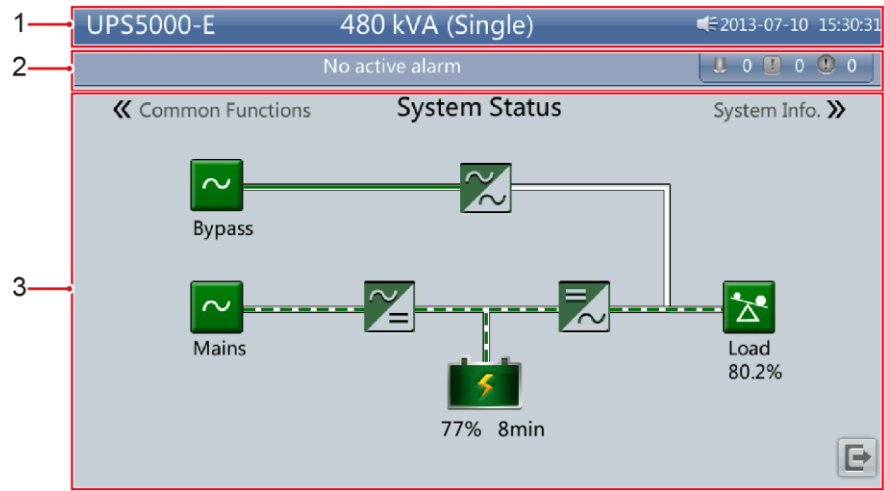 1
UPS5000-E 480 kVA (Single) 2013-07-10 15:30:31
2
No active alarm 0 0 0
« Common Functions System Status System Info. »
Bypass
3
Mains
Load
80.2%
77% 8min